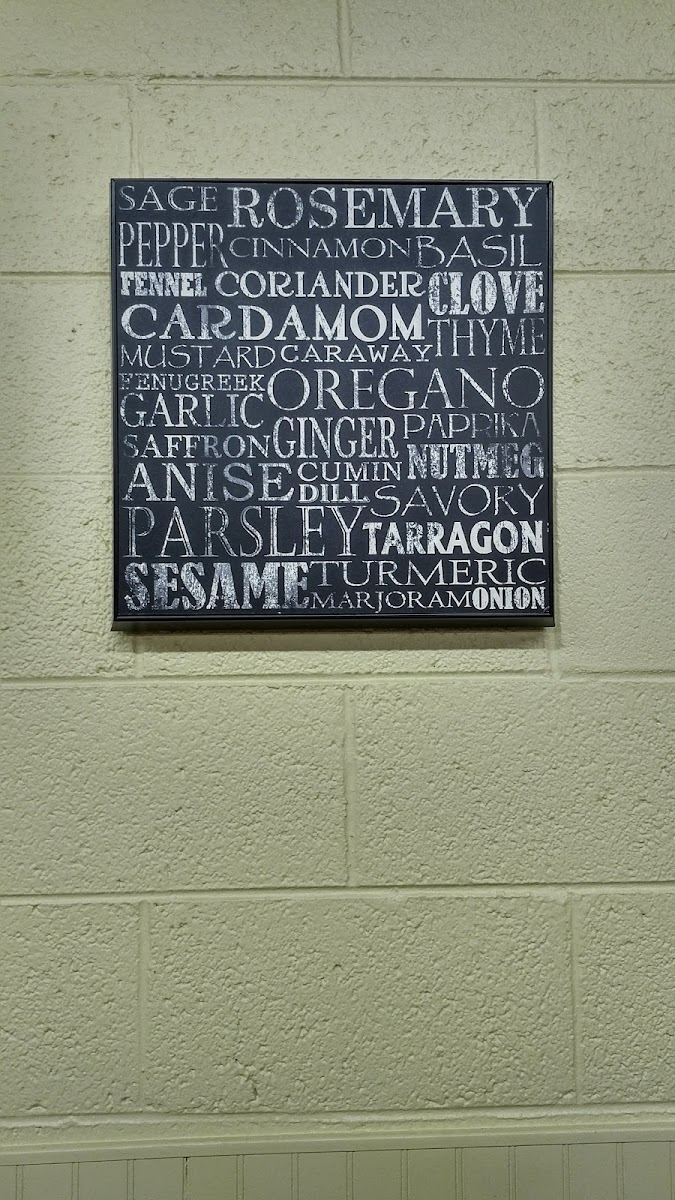 SAGE ROSEMARY
PEPPER CINNAMON BASIL
FENNEL CORIANDER CLOVE
CARDAMOM THYME
MUSTARD CARAWAY
FENUGREEK OREGANO
GARLIC PAPRIKA
SAFFRON GINGER NUTMEG
ANISE CUMIN
DILL SAVORY
PARSLEY TARRAGON
SESAME TURMERIC
MARJORAM ONION